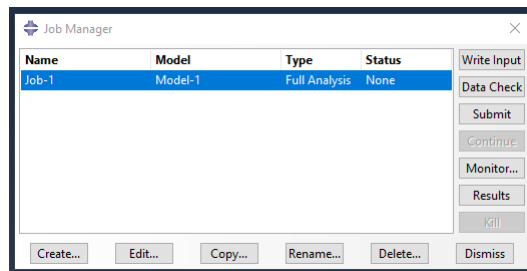 Job Manager
Name Model Type Status
Job-1 Model-1 Full Analysis None
Write Input
Data Check
Submit
Continue
Monitor...
Results
Kill
Create... Edit... Copy... Rename... Delete... Dismiss